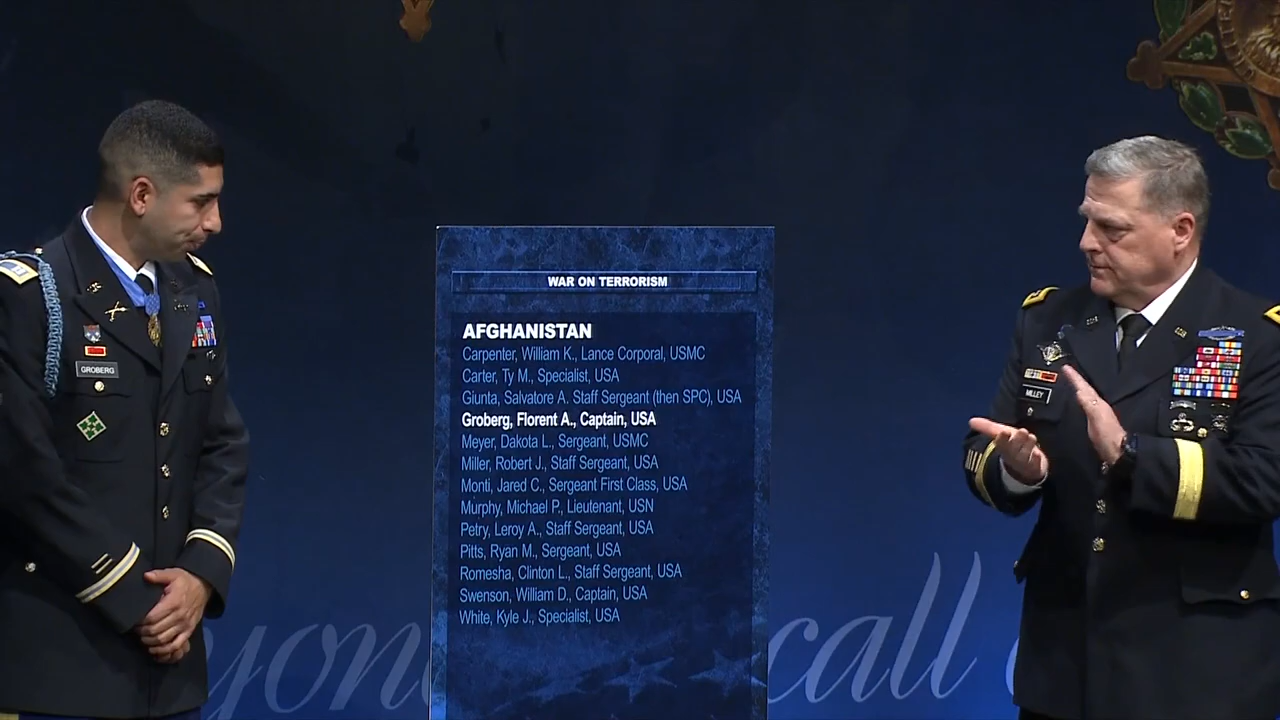 WAR ON TERRORISM
AFGHANISTAN
Carpenter, William K., Lance Corporal, USMC
Carter, Ty M., Specialist, USA
Giunta, Salvatore A. Staff Sergeant (then SPC), USA
Groberg, Florent A., Captain, USA
Meyer, Dakota L., Sergeant, USMC
Miller, Robert J., Staff Sergeant, USA
Monti, Jared C., Sergeant First Class, USA
Murphy, Michael P., Lieutenant, USN
Petry, Leroy A., Staff Sergeant, USA
Pitts, Ryan M., Sergeant, USA
Romesha, Clinton L., Staff Sergeant, USA
Swenson, William D., Captain, USA
White, Kyle J., Specialist, USA
GROBERG
MILLEY
yon call